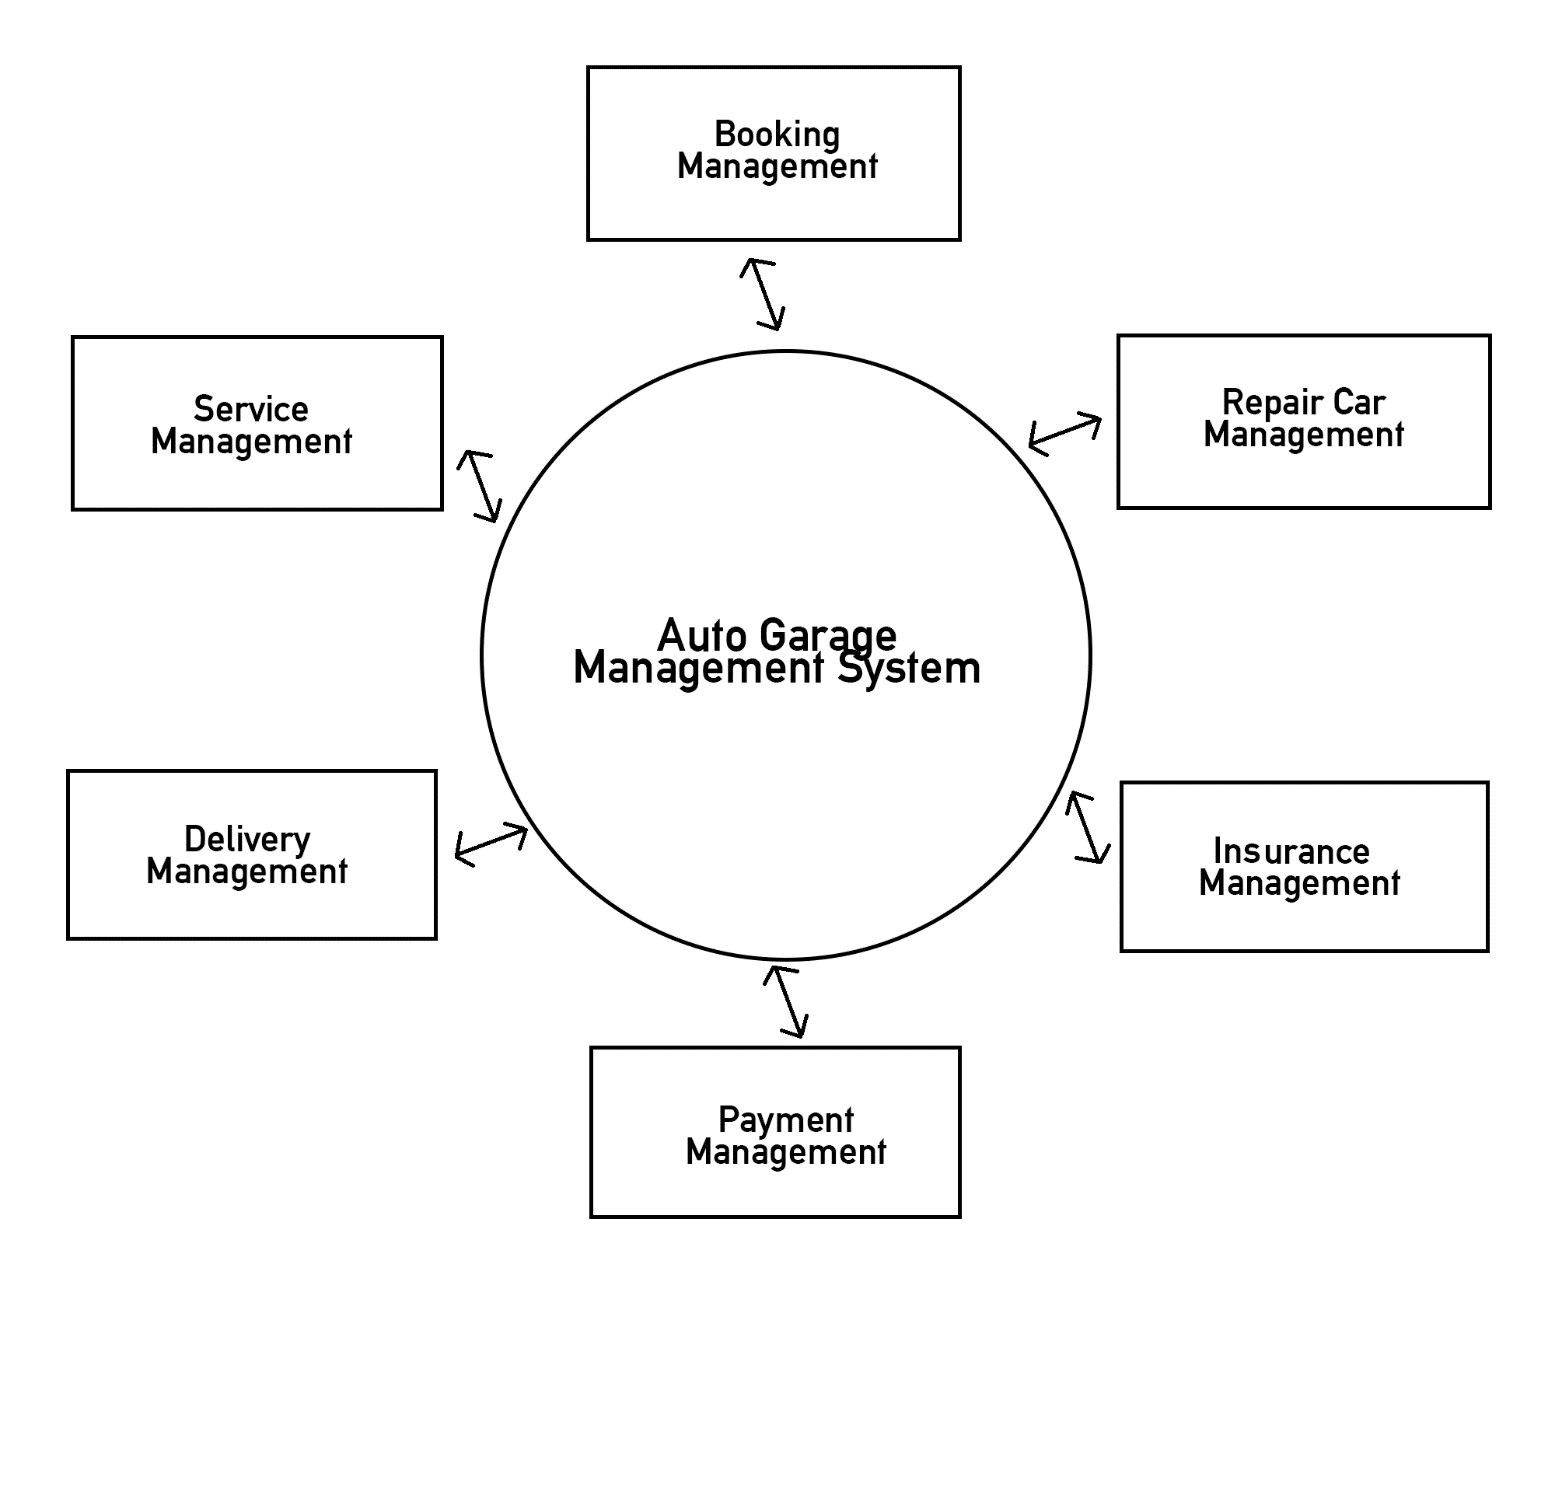 Booking
Management
Service
Management
Repair Car
Management
Auto Garage
Management System
Delivery
Management
Insurance
Management
Payment
Management